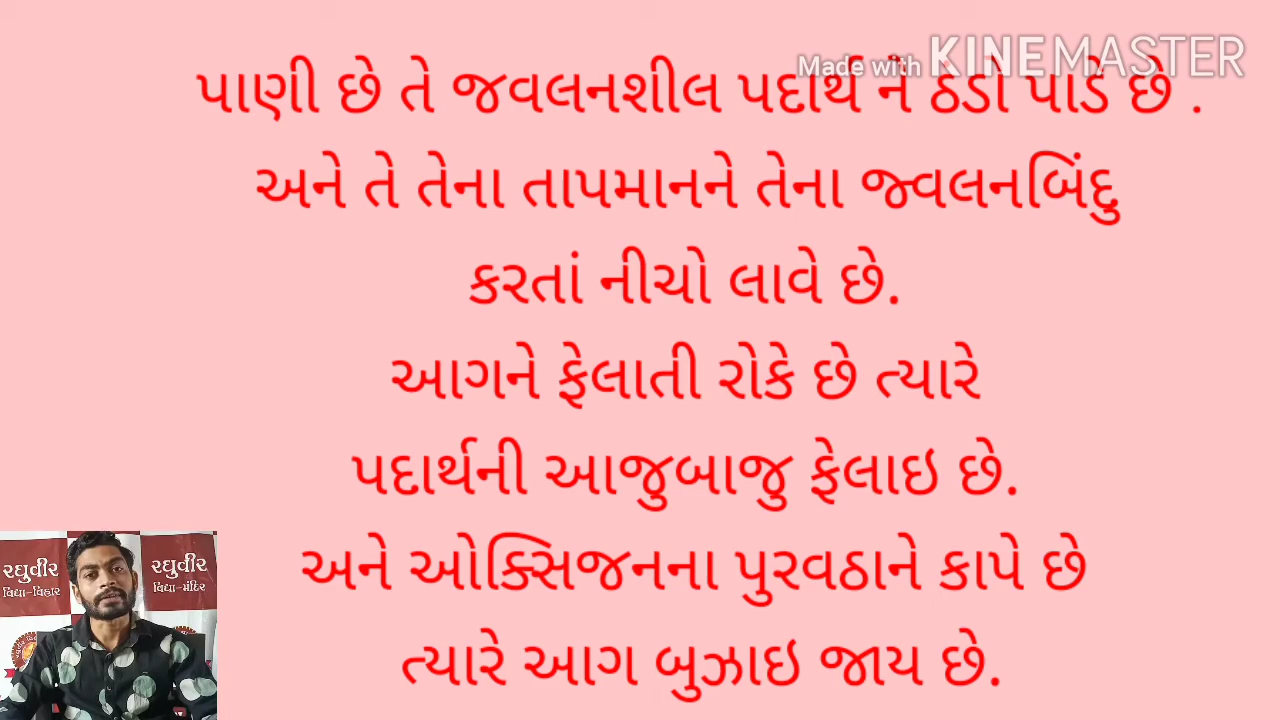 Made with KINEMASTER
પાણી છે તે જવલનશીલ પદાર્થ ને ઠંડો પાડે છે .
અને તે તેના તાપમાનને તેના જ્વલનબિંદુ
કરતાં નીચો લાવે છે.
આગને ફેલાતી રોકે છે ત્યારે
પદાર્થની આજુબાજુ ફેલાઇ છે.
અને ઓક્સિજનના પુરવઠાને કાપે છે
ત્યારે આગ બુઝાઇ જાય છે.
રઘુવીર
વિદ્યા-વિહાર
રઘુવીર
વિદ્યા-મંદિર